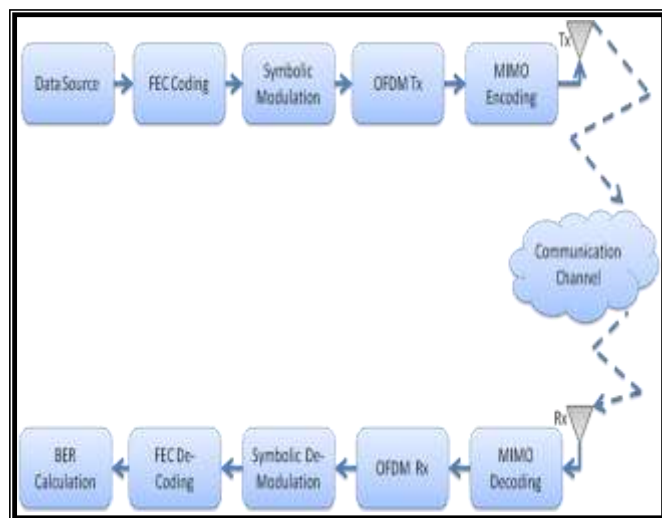 Data Source
FEC Coding
Symbolic
Modulation
OFDM Tx
MIMO
Encoding
Tx
Communication
Channel
Rx
BER
Calculation
FEC De-
Coding
Symbolic De-
Modulation
OFDM Rx
MIMO
Decoding